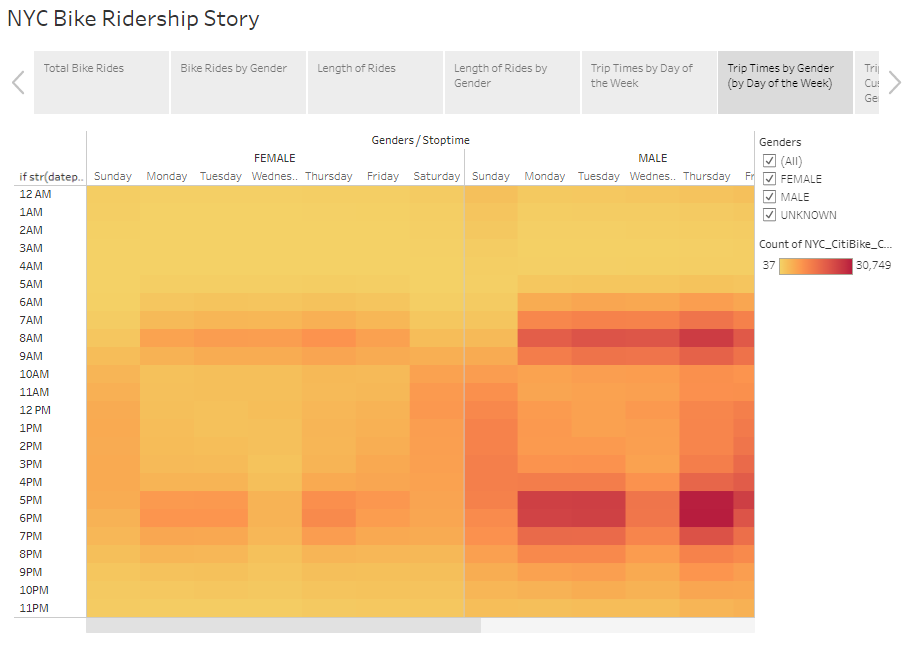 NYC Bike Ridership Story
Total Bike Rides
Bike Rides by Gender
Length of Rides
Length of Rides by
Gender
Trip Times by Day of
the Week
Trip Times by Gender
(by Day of the Week)
Tri
Cus
Ger
Genders / Stoptime
FEMALE MALE
if str(datep.. Sunday Monday Tuesday Wednes.. Thursday Friday Saturday Sunday Monday Tuesday Wednes.. Thursday Fr
12 AM
1AM
2AM
3AM
4AM
5AM
6AM
7AM
8AM
9AM
10AM
11AM
12 PM
1PM
2PM
3PM
4PM
5PM
6PM
7PM
8PM
9PM
10PM
11PM
Genders
(All)
FEMALE
MALE
UNKNOWN
Count of NYC_CitiBike_C...
37 30,749